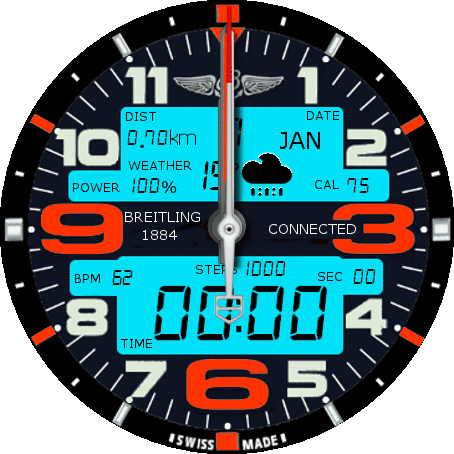 11
1
DIST
DATE
0.70km
JAN
10
2
WEATHER
POWER 100%
CAL 75
9
BREITLING
1884
CONNECTED
3
BPM 62
STEPS 1000
SEC 00
8
00:00
4
TIME
7
6
5
SWISS MADE